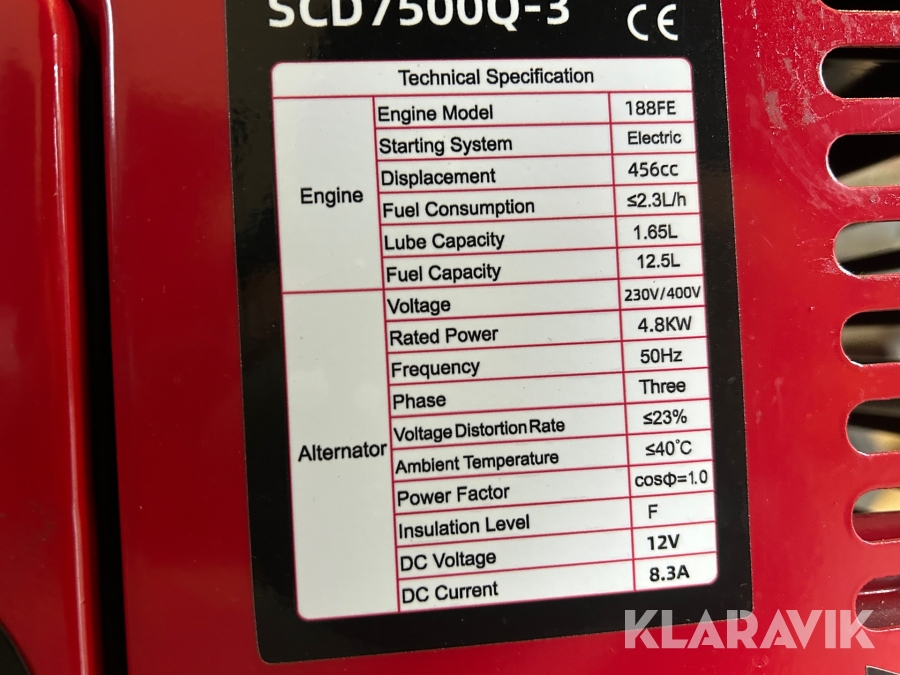 SCD7500Q-3 CE
Technical Specification
Engine
Engine Model 188FE
Starting System Electric
Displacement 456cc
Fuel Consumption ≤2.3L/h
Lube Capacity 1.65L
Fuel Capacity 12.5L
Alternator
Voltage 230V/400V
Rated Power 4.8KW
Frequency 50Hz
Phase Three
Voltage Distortion Rate ≤23%
Ambient Temperature ≤40°C
Power Factor cosΦ=1.0
Insulation Level F
DC Voltage 12V
DC Current 8.3A
KLARAVIK